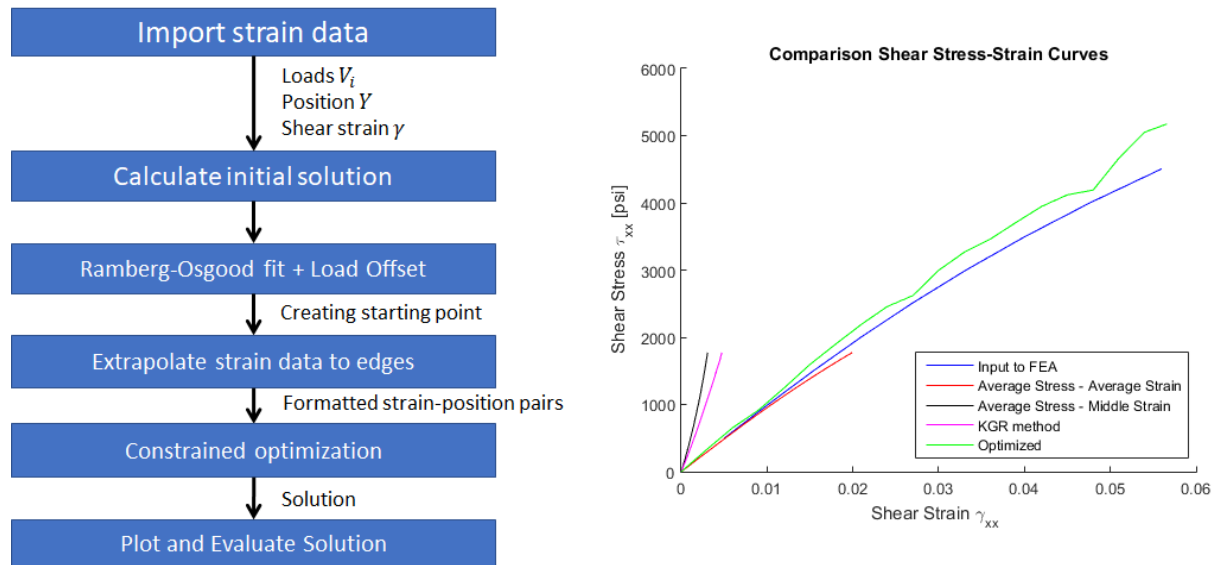 Import strain data
Loads V_i
Position Y
Shear strain γ
Calculate initial solution
Ramberg-Osgood fit + Load Offset
Creating starting point
Extrapolate strain data to edges
Formatted strain-position pairs
Constrained optimization
Solution
Plot and Evaluate Solution
Comparison Shear Stress-Strain Curves
Shear Stress τ_xx [psi]
6000
5000
4000
3000
2000
1000
0
0
0.01
0.02
0.03
0.04
0.05
0.06
Shear Strain γ_xx
Input to FEA
Average Stress - Average Strain
Average Stress - Middle Strain
KGR method
Optimized